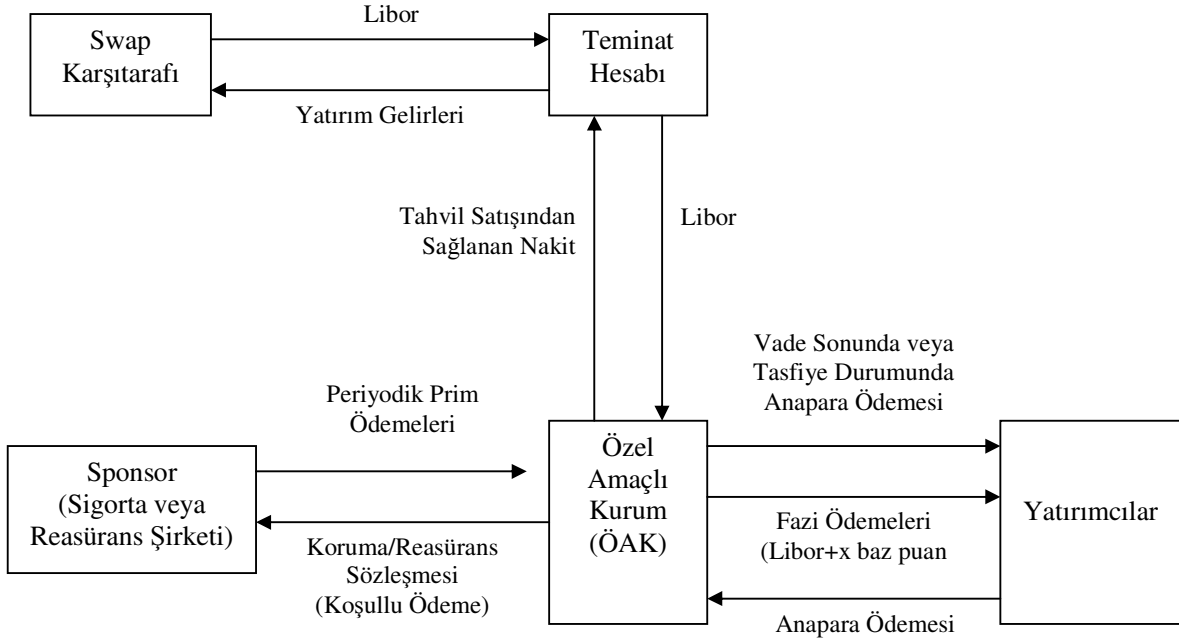 Libor
Swap
Karşıtarafı
Teminat
Hesabı
Yatırım Gelirleri
Tahvil Satışından
Sağlanan Nakit
Libor
Vade Sonunda veya
Tasfiye Durumunda
Anapara Ödemesi
Periyodik Prim
Ödemeleri
Sponsor
(Sigorta veya
Reasürans Şirketi)
Özel
Amaçlı
Kurum
(ÖAK)
Yatırımcılar
Koruma/Reasürans
Sözleşmesi
(Koşullu Ödeme)
Fazi Ödemeleri
(Libor+x baz puan
Anapara Ödemesi